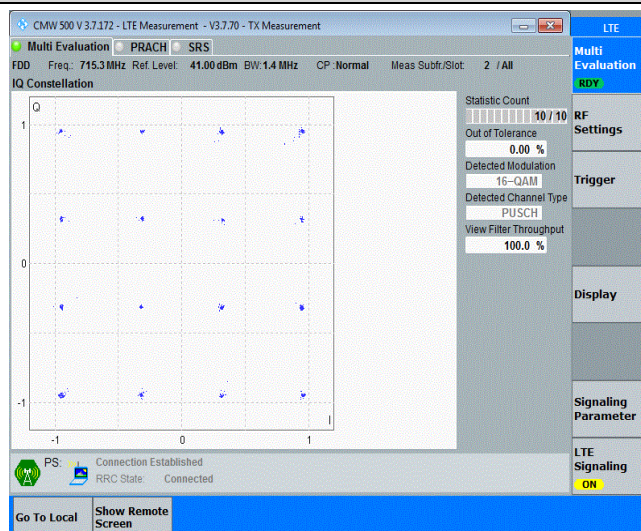 CMW 500 V 3.7.172 - LTE Measurement - V3.7.70 - TX Measurement
LTE
Multi Evaluation PRACH SRS
FDD Freq.: 715.3 MHz Ref. Level: 41.00 dBm BW: 1.4 MHz CP: Normal Meas Subfr./Slot: 2 / All
IQ Constellation
Q
1
0
-1
-1 0 1
I
Statistic Count
10 / 10
Out of Tolerance
0.00 %
Detected Modulation
16-QAM
Detected Channel Type
PUSCH
View Filter Throughput
100.0 %
Multi
Evaluation
RDY
RF
Settings
Trigger
Display
Signaling
Parameter
LTE
Signaling
ON
PS: Connection Established
RRC State: Connected
Go To Local
Show Remote
Screen